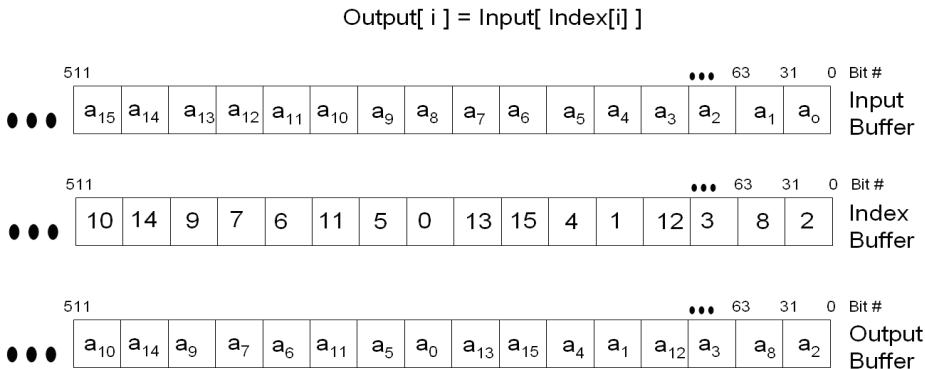 Output[ i ] = Input[ Index[i] ]
511 ... 63 31 0 Bit #
... a15 a14 a13 a12 a11 a10 a9 a8 a7 a6 a5 a4 a3 a2 a1 ao Input
Buffer
511 ... 63 31 0 Bit #
... 10 14 9 7 6 11 5 0 13 15 4 1 12 3 8 2 Index
Buffer
511 ... 63 31 0 Bit #
... a10 a14 a9 a7 a6 a11 a5 a0 a13 a15 a4 a1 a12 a3 a8 a2 Output
Buffer